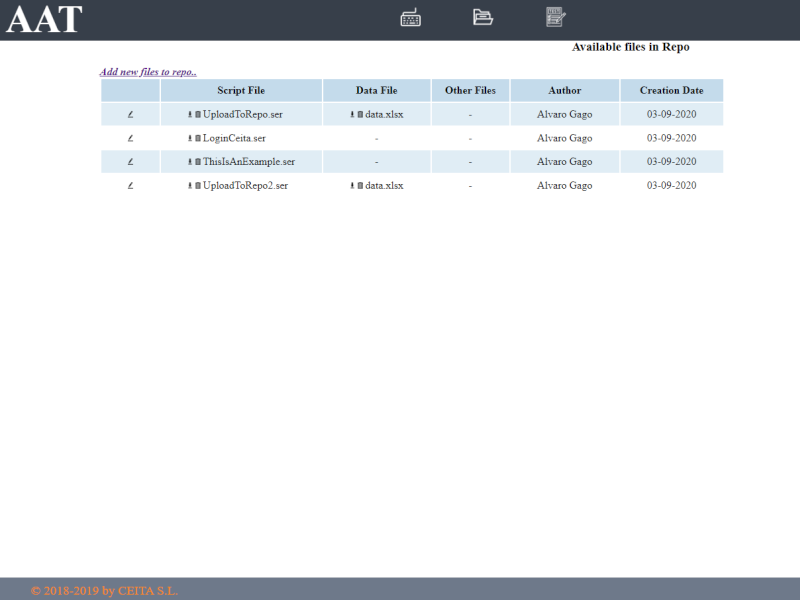 AAT
Available files in Repo
Add new files to repo..
Script File Data File Other Files Author Creation Date
UploadToRepo.ser data.xlsx - Alvaro Gago 03-09-2020
LoginCeita.ser - - Alvaro Gago 03-09-2020
ThisIsAnExample.ser - - Alvaro Gago 03-09-2020
UploadToRepo2.ser data.xlsx - Alvaro Gago 03-09-2020
© 2018-2019 by CEITA S.L.